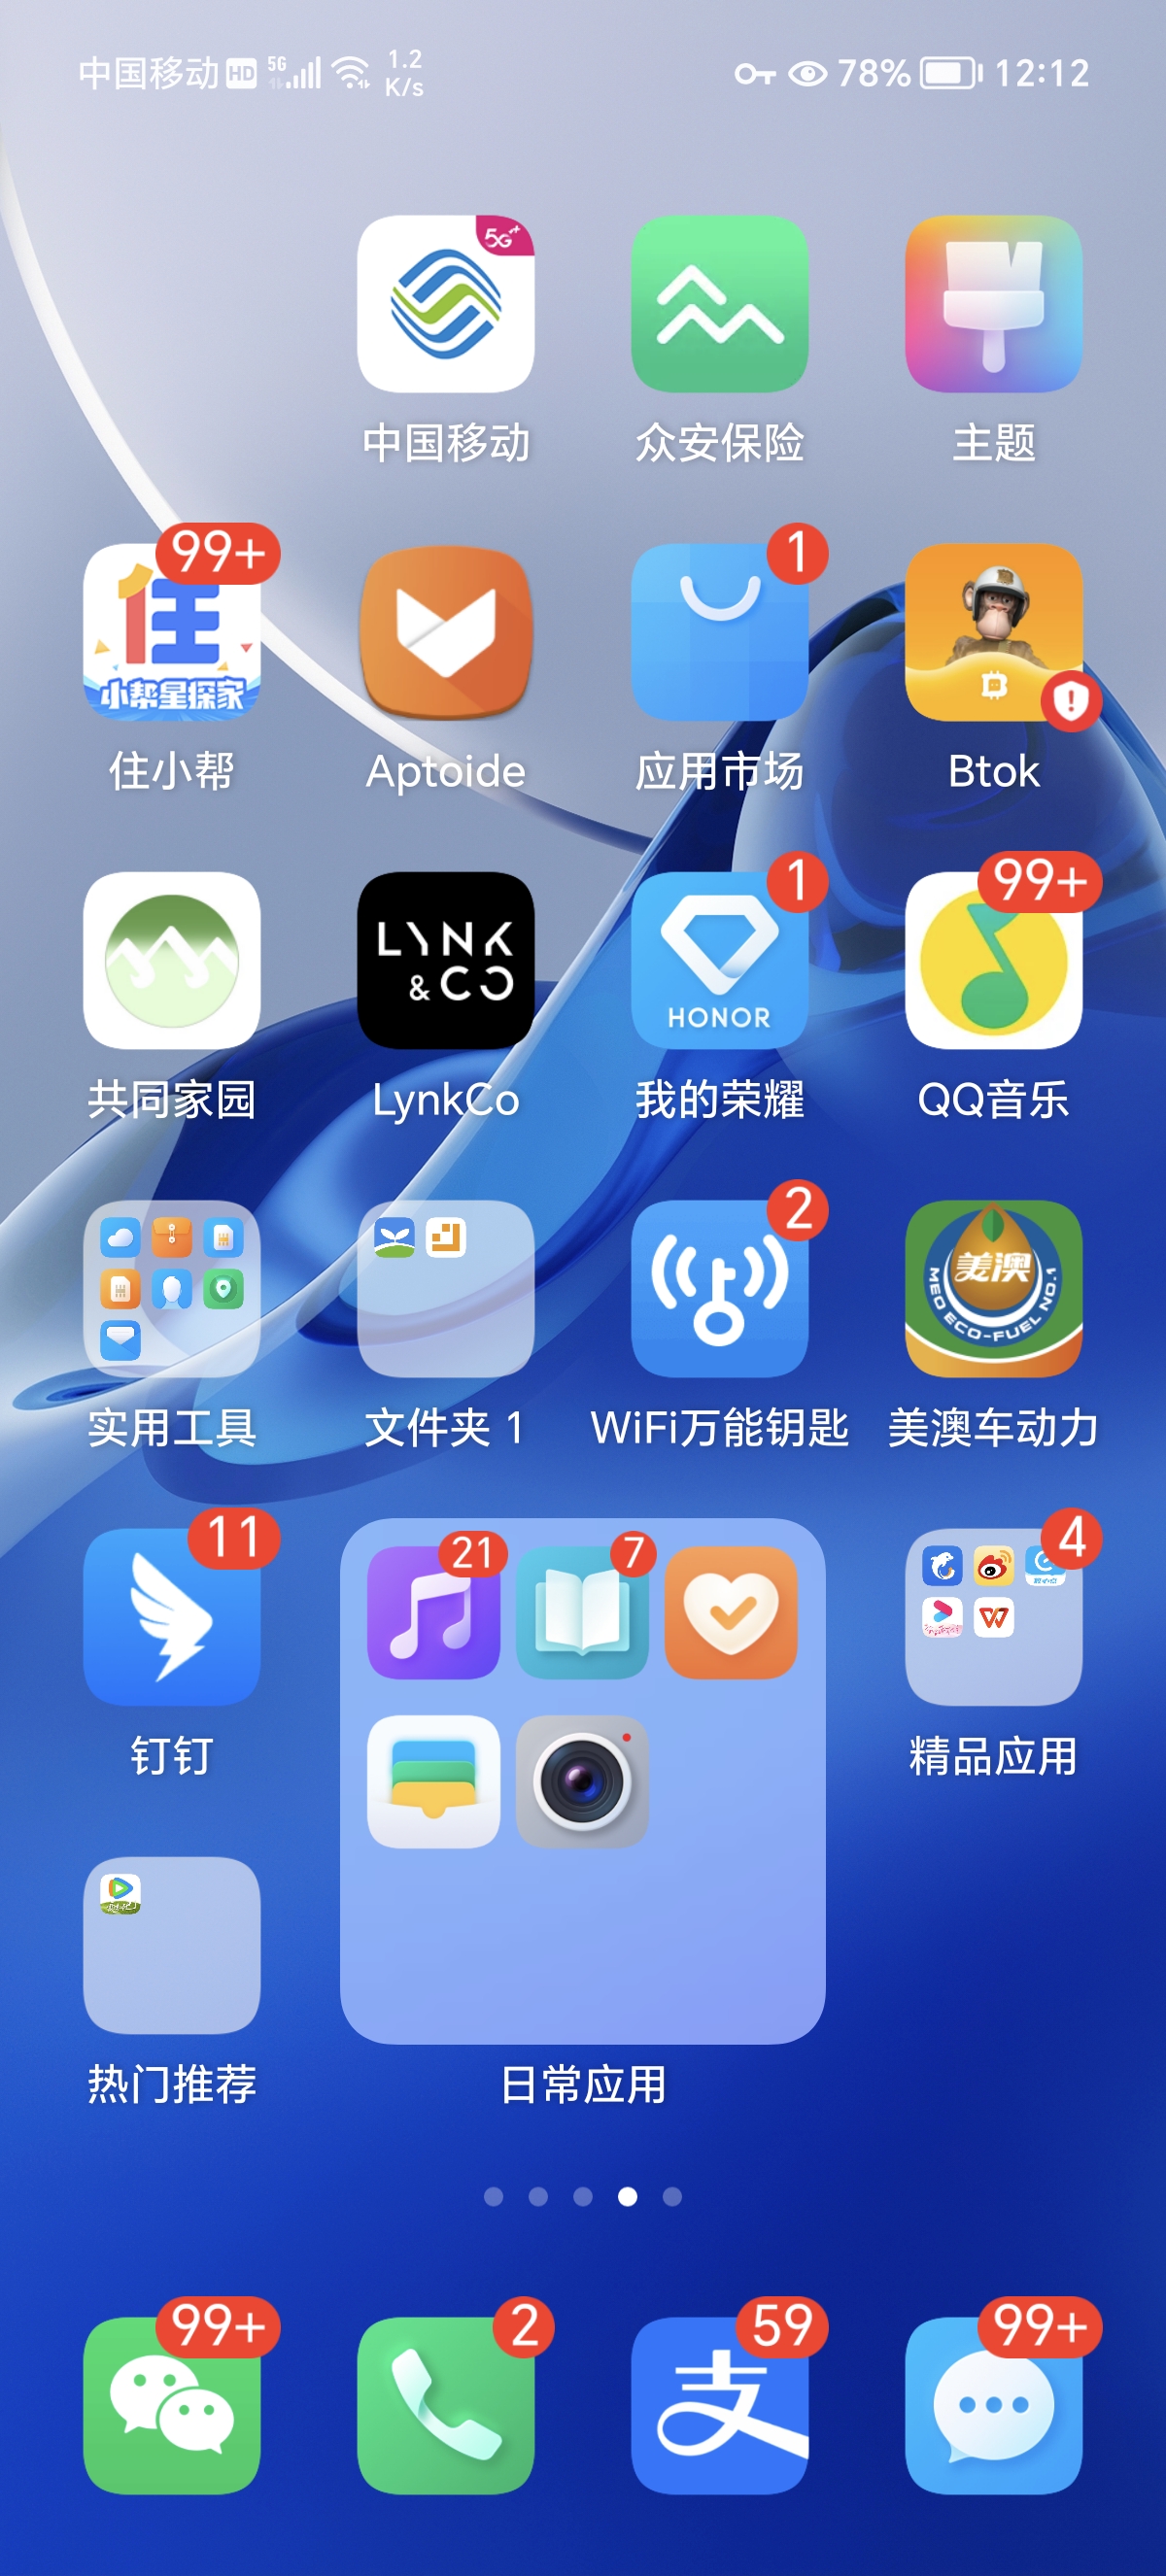 中国移动 HD 5G 1.2 K/s 78% 12:12
5G+
中国移动 众安保险 主题
99+ 1
住
小帮星探家
住小帮 Aptoide 应用市场 Btok
1 99+
LYNK & CO
HONOR
共同家园 LynkCo 我的荣耀 QQ音乐
2
美澳
MEO ECO-FUEL NO.1
实用工具 文件夹 1 WiFi万能钥匙 美澳车动力
11 21 7 4
钉钉 精品应用
热门推荐 日常应用
99+ 2 59 99+
支